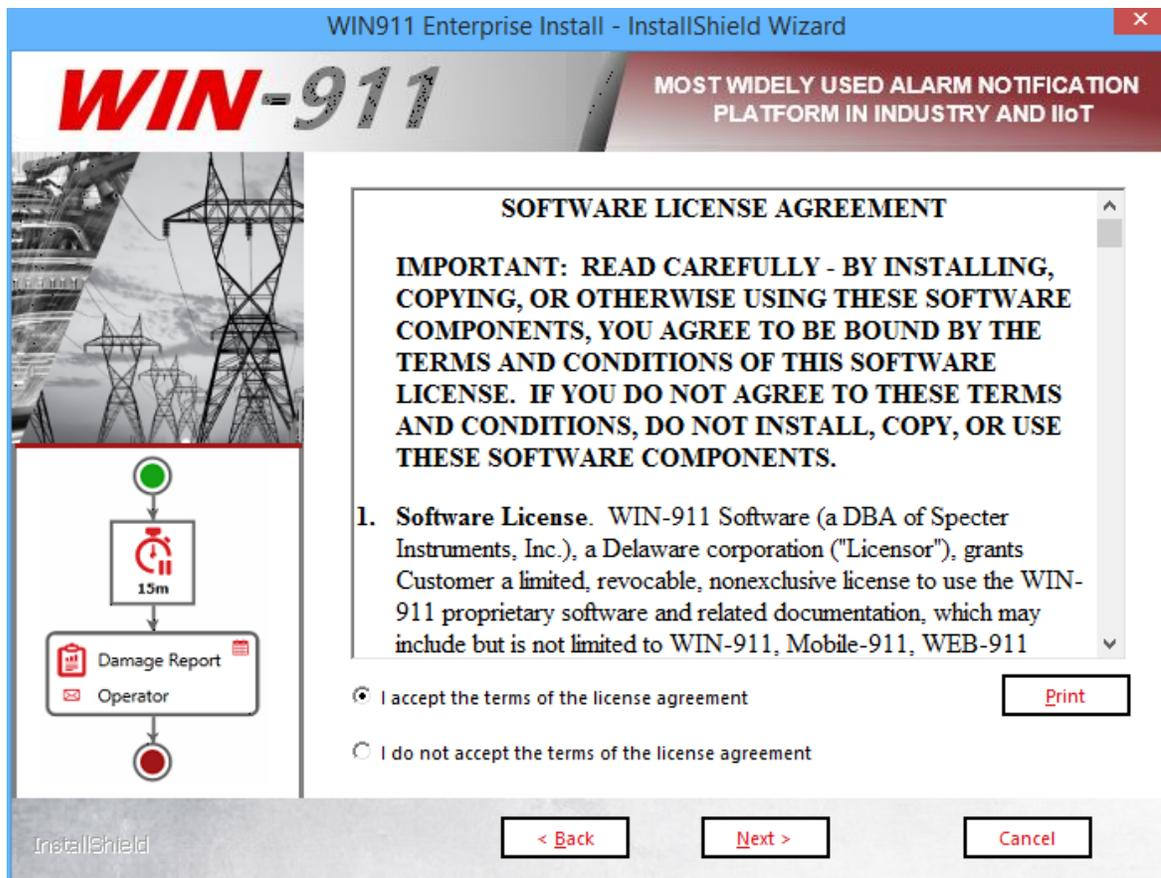 WIN911 Enterprise Install - InstallShield Wizard
WIN-911
MOST WIDELY USED ALARM NOTIFICATION
PLATFORM IN INDUSTRY AND IIoT
SOFTWARE LICENSE AGREEMENT
IMPORTANT: READ CAREFULLY - BY INSTALLING,
COPYING, OR OTHERWISE USING THESE SOFTWARE
COMPONENTS, YOU AGREE TO BE BOUND BY THE
TERMS AND CONDITIONS OF THIS SOFTWARE
LICENSE. IF YOU DO NOT AGREE TO THESE TERMS
AND CONDITIONS, DO NOT INSTALL, COPY, OR USE
THESE SOFTWARE COMPONENTS.
1. Software License. WIN-911 Software (a DBA of Specter
Instruments, Inc.), a Delaware corporation ("Licensor"), grants
Customer a limited, revocable, nonexclusive license to use the WIN-
911 proprietary software and related documentation, which may
include but is not limited to WIN-911, Mobile-911, WEB-911
15m
Damage Report
Operator
I accept the terms of the license agreement
Print
I do not accept the terms of the license agreement
InstallShield
< Back
Next >
Cancel